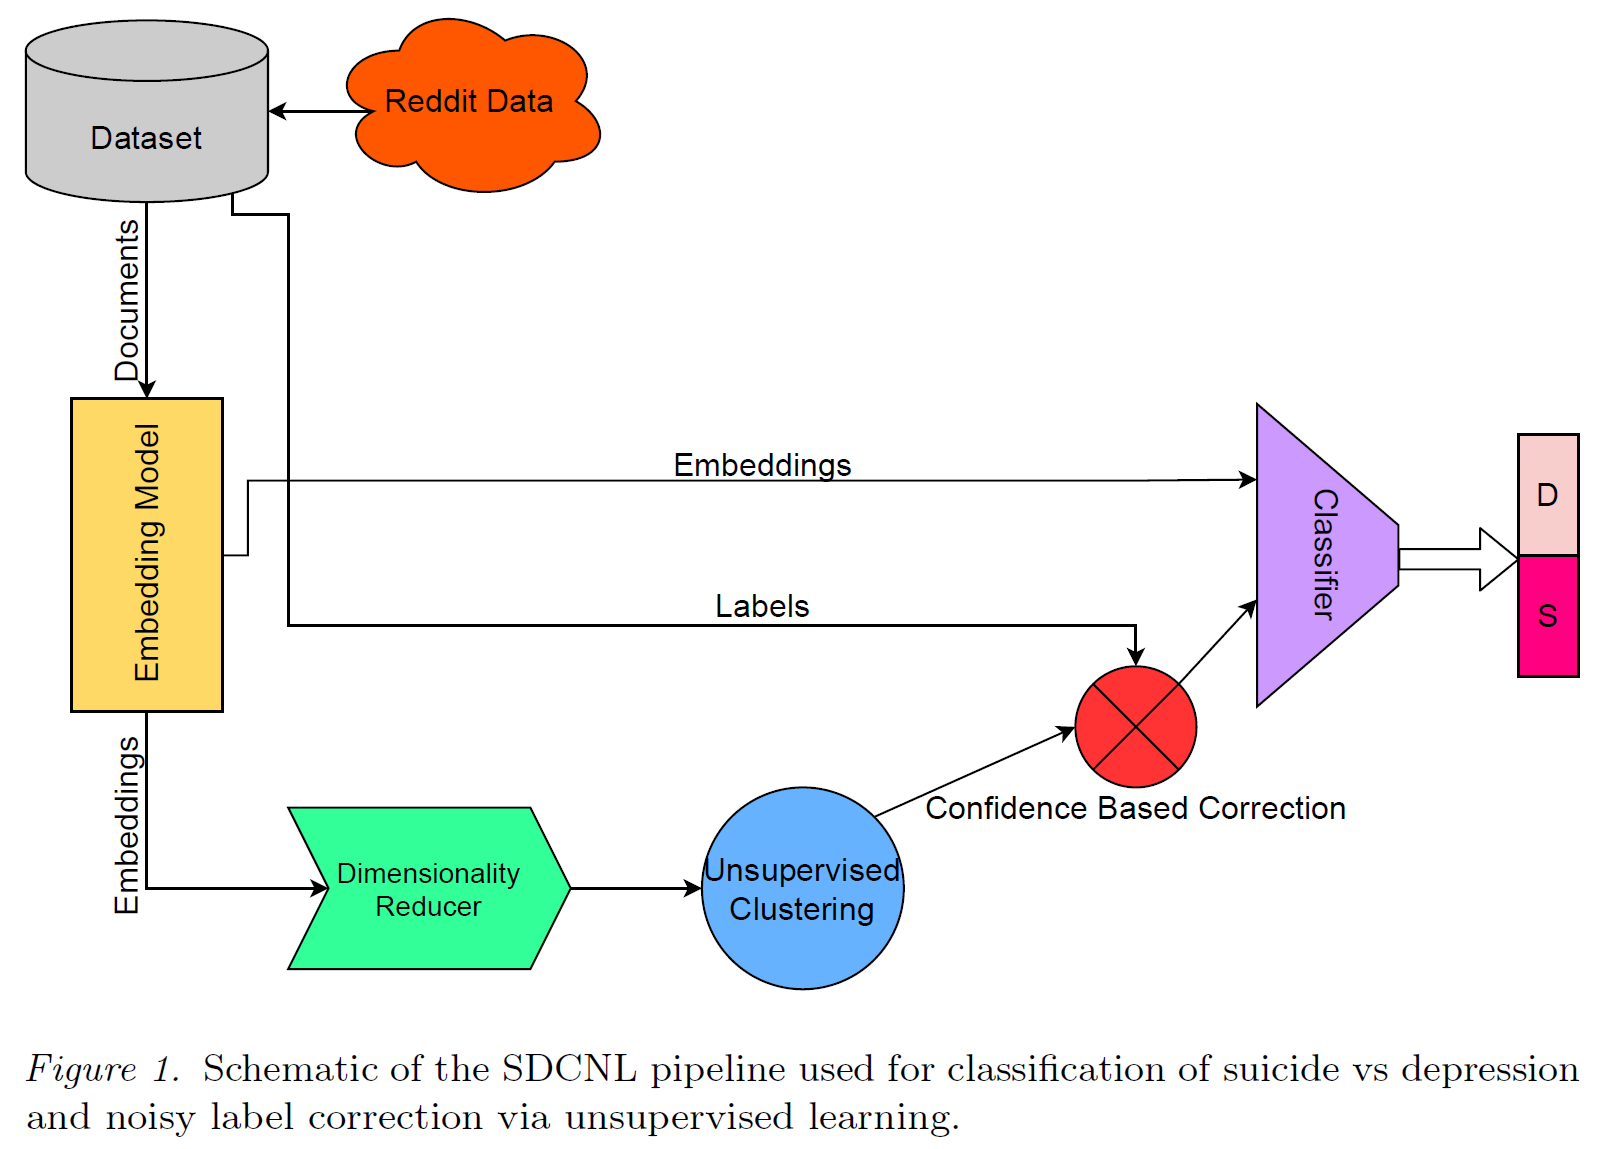 Reddit Data
Dataset
Documents
Embedding Model
Embeddings
Classifier
D
S
Labels
Embeddings
Confidence Based Correction
Dimensionality
Reducer
Unsupervised
Clustering
Figure 1. Schematic of the SDCNL pipeline used for classification of suicide vs depression
and noisy label correction via unsupervised learning.